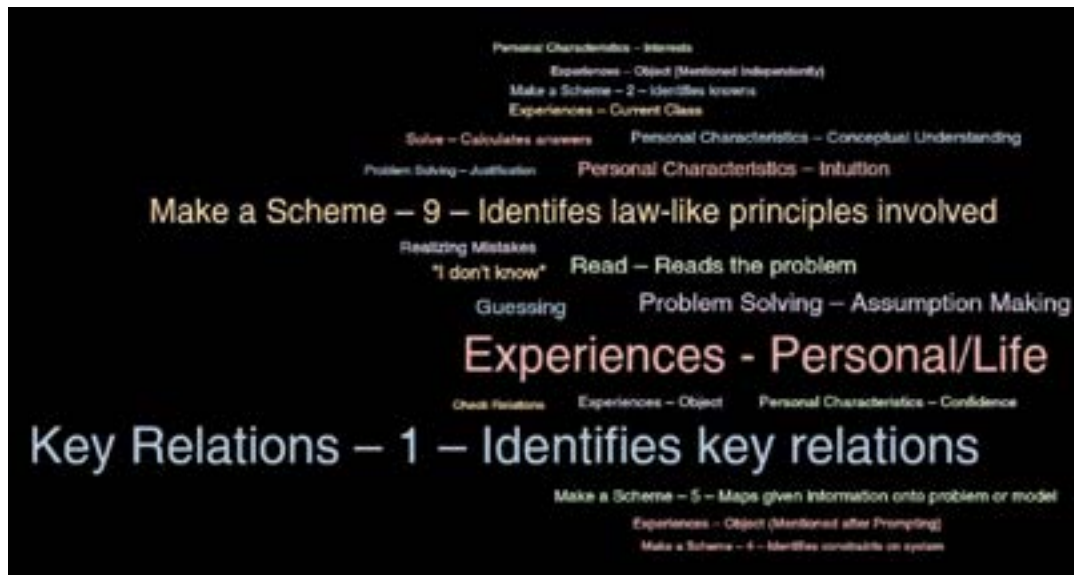 Personal Characteristics – Interests
Experiences – Object (Mentioned Independently)
Make a Scheme – 2 – Identifies knowns
Experiences – Current Class
Solve – Calculates answers Personal Characteristics – Conceptual Understanding
Problem Solving – Justification Personal Characteristics – Intuition
Make a Scheme – 9 – Identifes law-like principles involved
Realizing Mistakes
"I don't know" Read – Reads the problem
Guessing Problem Solving – Assumption Making
Experiences - Personal/Life
Check Relations Experiences – Object Personal Characteristics – Confidence
Key Relations – 1 – Identifies key relations
Make a Scheme – 5 – Maps given information onto problem or model
Experiences – Object (Mentioned after Prompting)
Make a Scheme – 4 – Identifies constraints on system